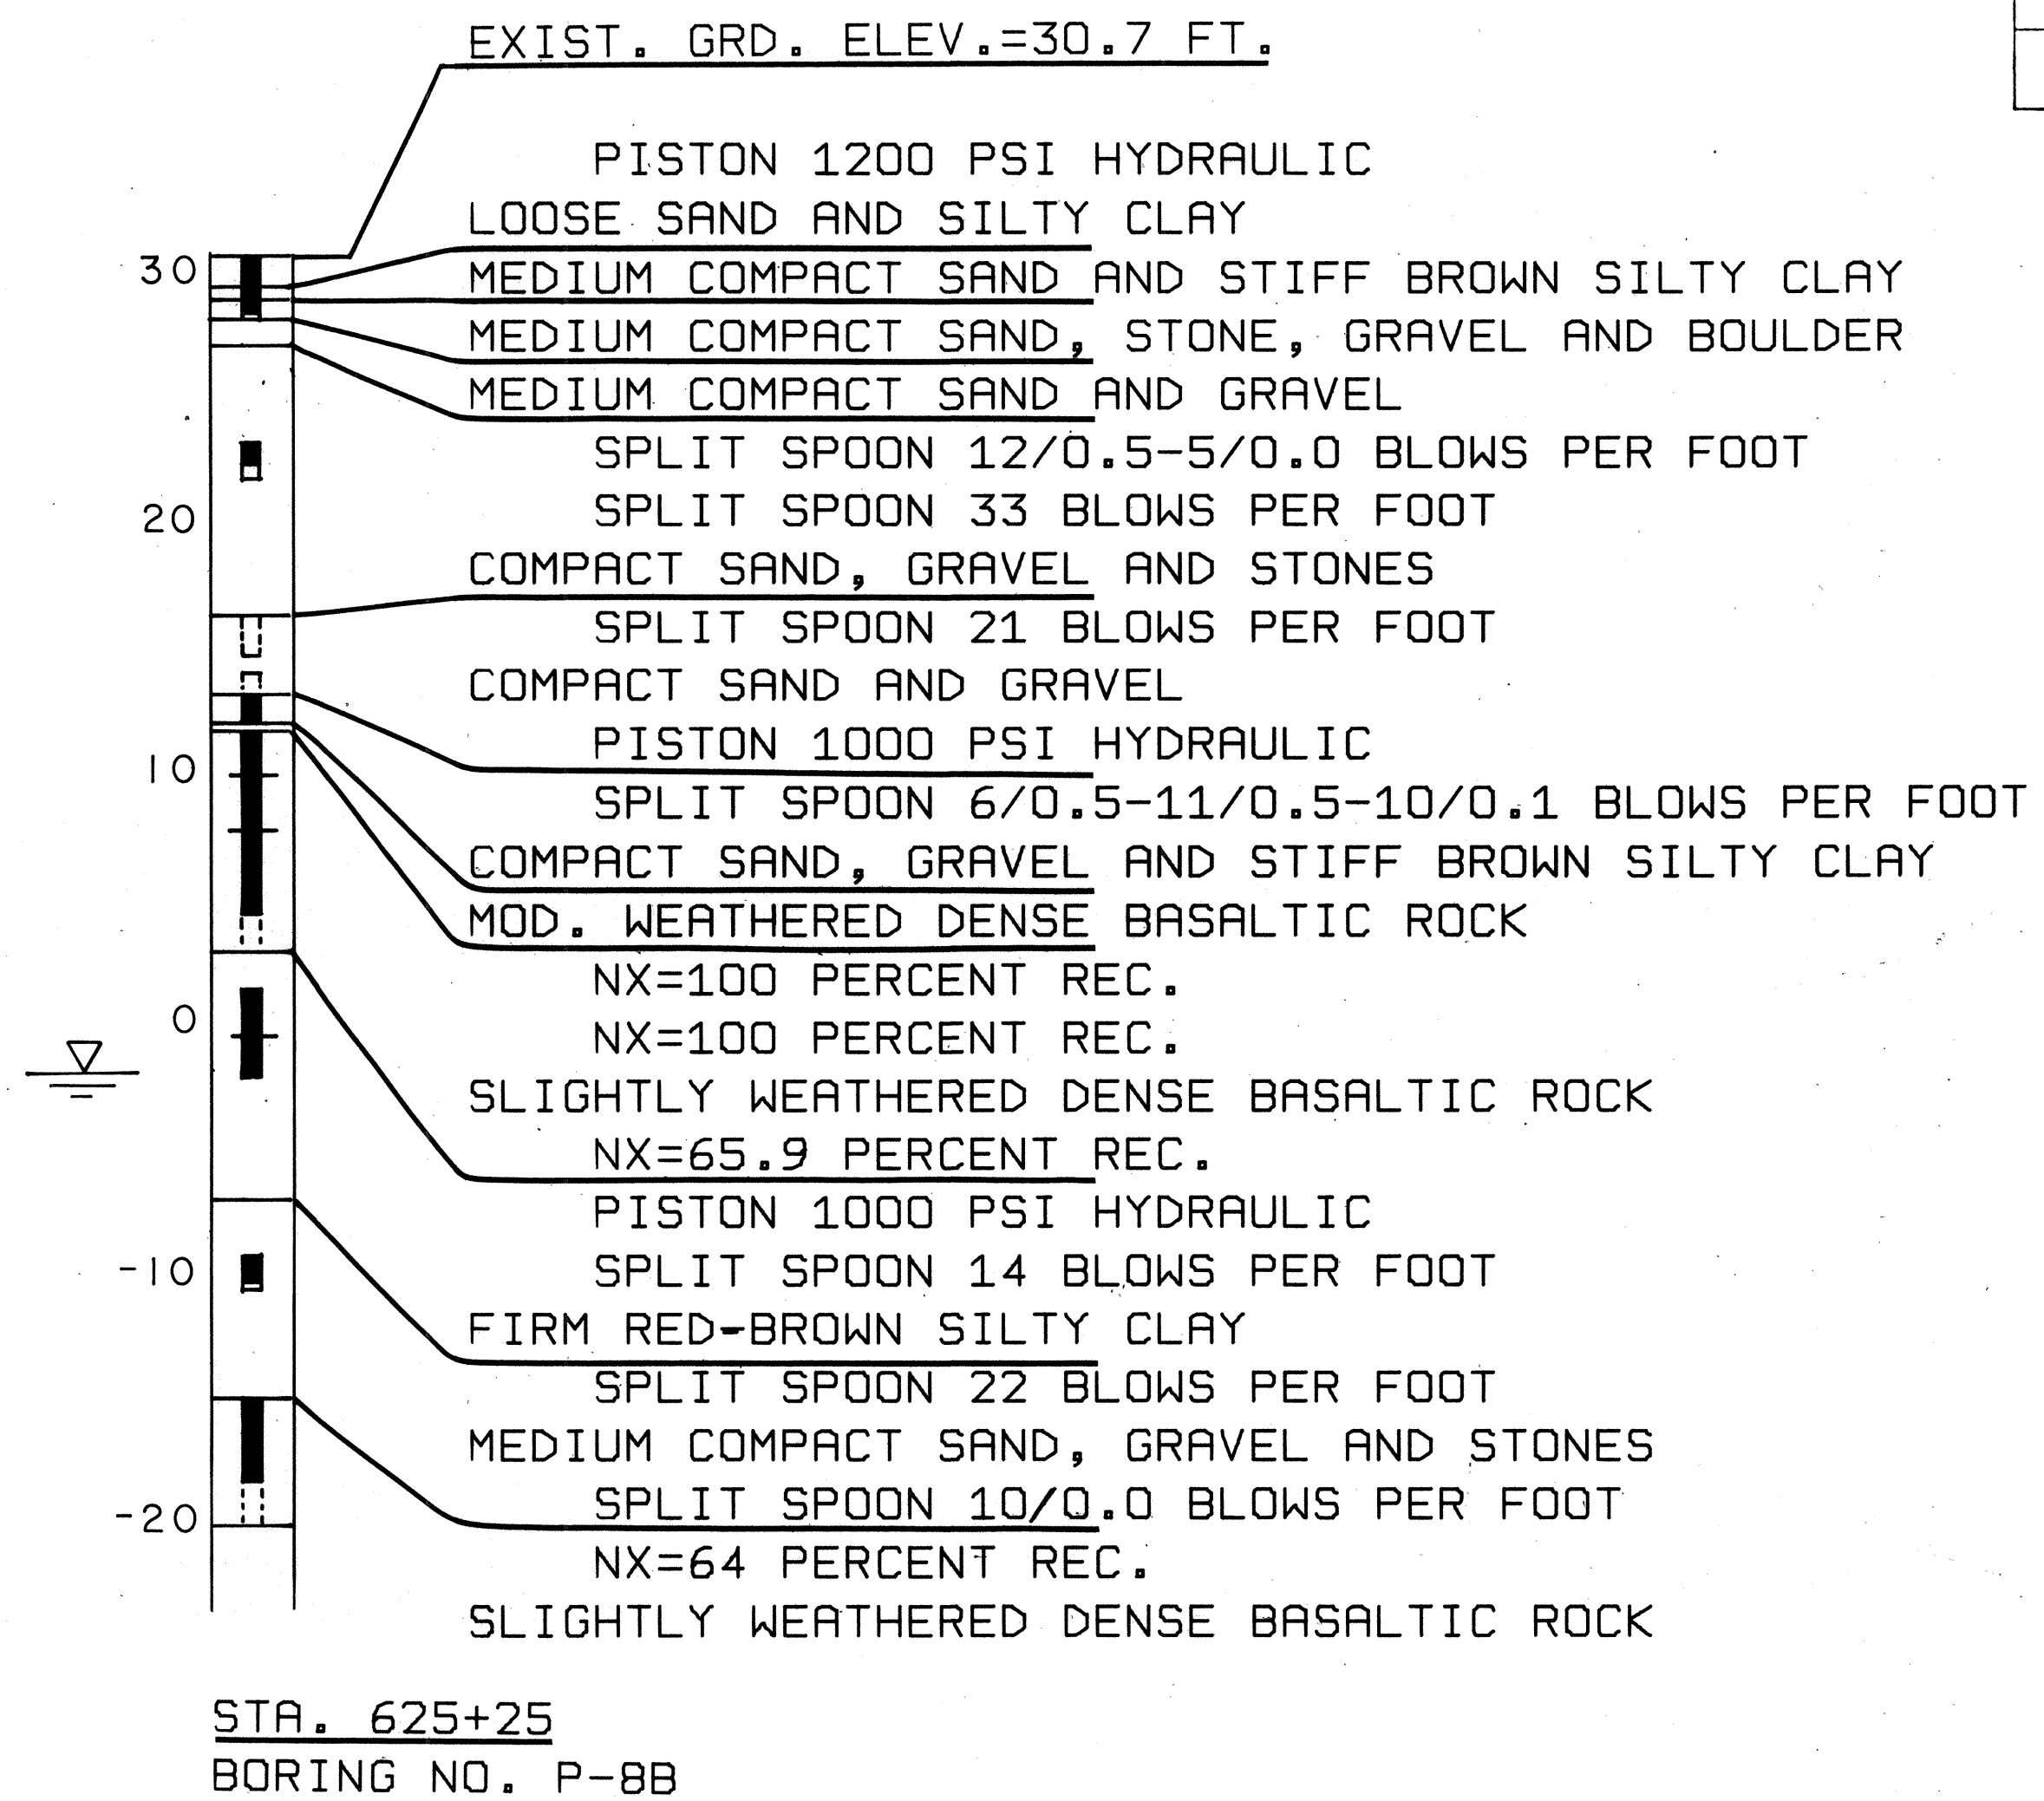 EXIST. GRD. ELEV.=30.7 FT.
PISTON 1200 PSI HYDRAULIC
LOOSE SAND AND SILTY CLAY
30
MEDIUM COMPACT SAND AND STIFF BROWN SILTY CLAY
MEDIUM COMPACT SAND, STONE, GRAVEL AND BOULDER
MEDIUM COMPACT SAND AND GRAVEL
SPLIT SPOON 12/0.5-5/0.0 BLOWS PER FOOT
20
SPLIT SPOON 33 BLOWS PER FOOT
COMPACT SAND, GRAVEL AND STONES
SPLIT SPOON 21 BLOWS PER FOOT
COMPACT SAND AND GRAVEL
PISTON 1000 PSI HYDRAULIC
10
SPLIT SPOON 6/0.5-11/0.5-10/0.1 BLOWS PER FOOT
COMPACT SAND, GRAVEL AND STIFF BROWN SILTY CLAY
MOD. WEATHERED DENSE BASALTIC ROCK
NX=100 PERCENT REC.
0
NX=100 PERCENT REC.
SLIGHTLY WEATHERED DENSE BASALTIC ROCK
NX=65.9 PERCENT REC.
PISTON 1000 PSI HYDRAULIC
-10
SPLIT SPOON 14 BLOWS PER FOOT
FIRM RED-BROWN SILTY CLAY
SPLIT SPOON 22 BLOWS PER FOOT
MEDIUM COMPACT SAND, GRAVEL AND STONES
-20
SPLIT SPOON 10/0.0 BLOWS PER FOOT
NX=64 PERCENT REC.
SLIGHTLY WEATHERED DENSE BASALTIC ROCK
STA. 625+25
BORING NO. P-8B